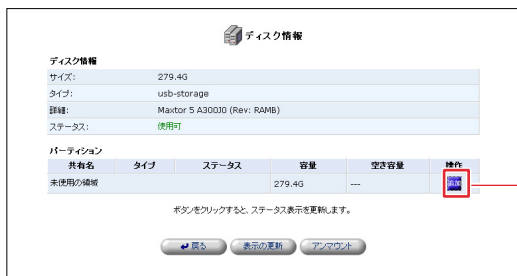 ディスク情報
ディスク情報
サイズ: 279.4G
タイプ: usb-storage
詳細: Maxtor 5 A300J0 (Rev: RAMB)
ステータス: 使用可
パーティション
共有名 タイプ ステータス 容量 空き容量 操作
未使用の領域 279.4G --- 追加
ボタンをクリックすると、ステータス表示を更新します。
戻る 表示の更新 アンマウント